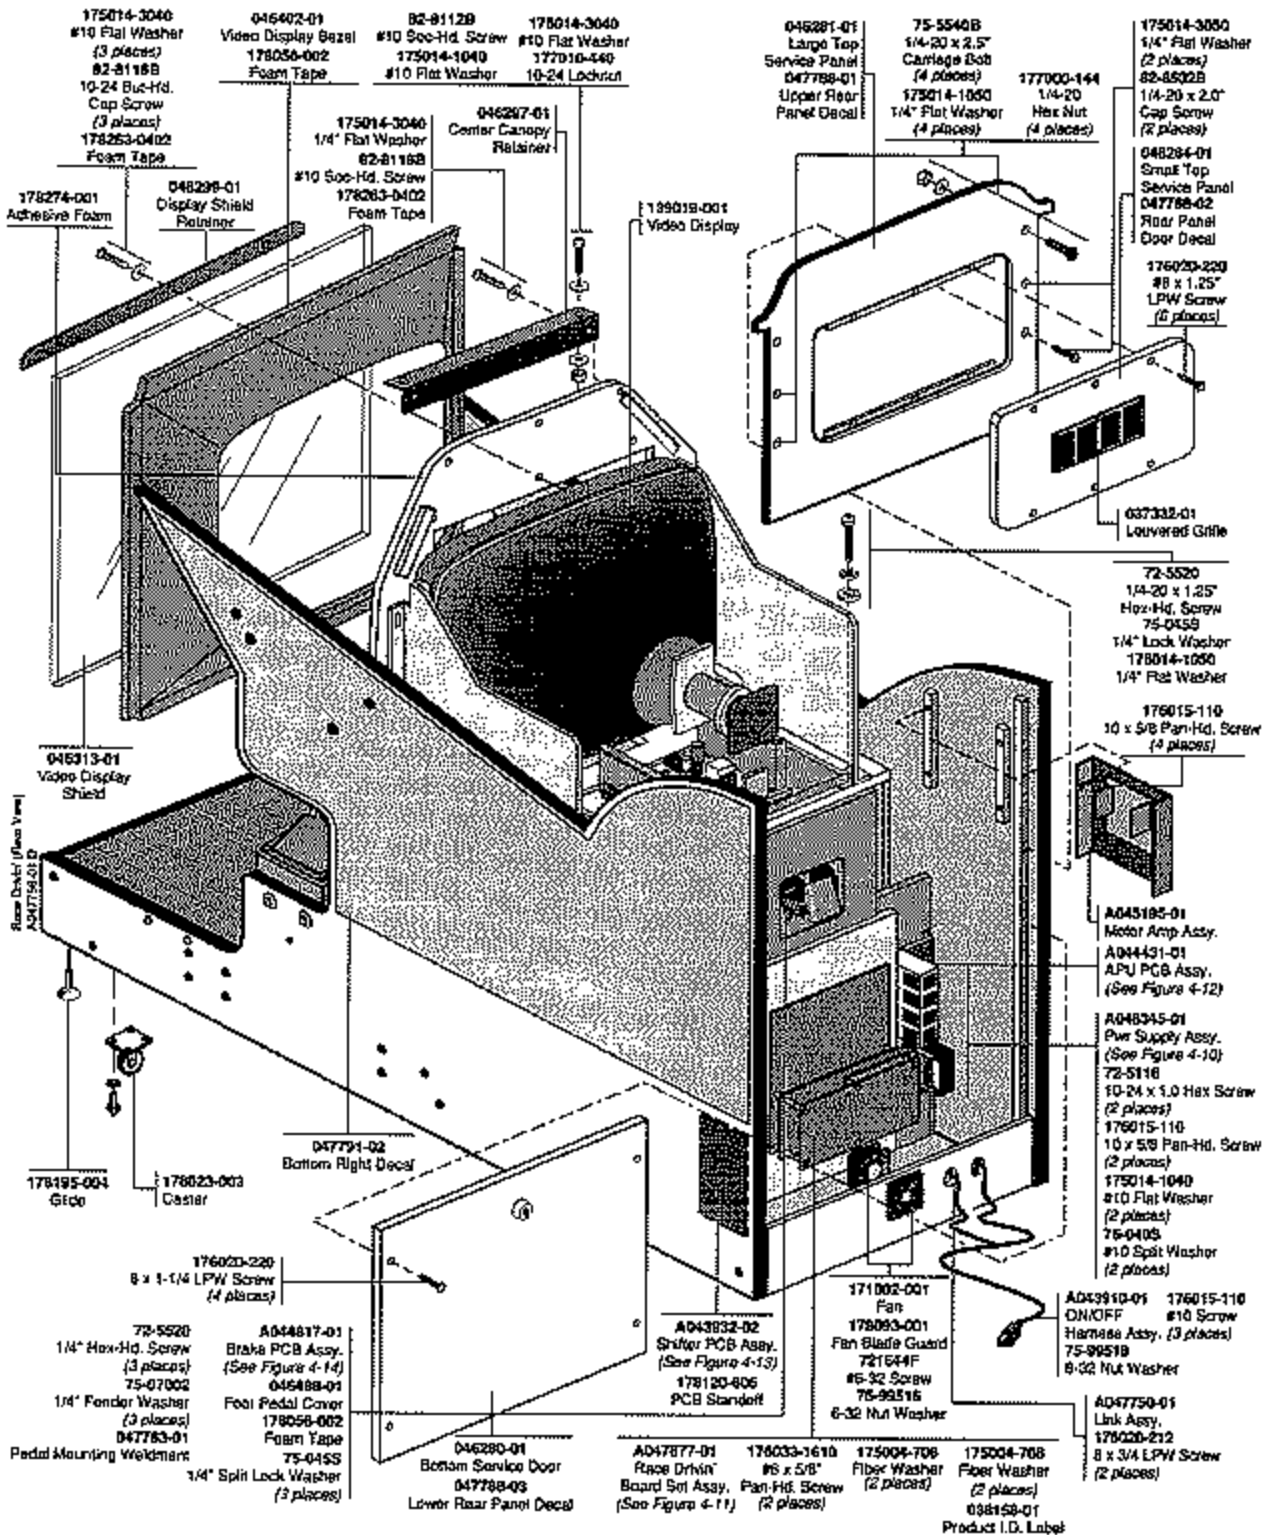 175014-3040
#10 Flat Washer
(3 places)
82-8116B
10-24 But-Hd.
Cap Screw
(3 places)
178263-0402
Foam Tape
046402-01
Video Display Bezel
178056-002
Foam Tape
82-8112B
#10 Soc-Hd. Screw
175014-1040
#10 Flat Washer
175014-3040
#10 Flat Washer
177010-440
10-24 Locknut
046281-01
Large Top
Service Panel
047788-01
Upper Rear
Panel Decal
75-5540B
1/4-20 x 2.5"
Carriage Bolt
(4 places)
175014-1050
1/4" Flat Washer
(4 places)
177000-144
1/4-20
Hex Nut
(4 places)
175014-3050
1/4" Flat Washer
(2 places)
82-8532B
1/4-20 x 2.0"
Cap Screw
(2 places)
046284-01
Small Top
Service Panel
047788-02
Rear Panel
Door Decal
175014-3040
1/4" Flat Washer
82-8116B
#10 Soc-Hd. Screw
178263-0402
Foam Tape
046297-01
Center Canopy
Retainer
178274-001
Adhesive Foam
046296-01
Display Shield
Retainer
139019-001
Video Display
176020-220
#8 x 1.25"
LPW Screw
(6 places)
037332-01
Louvered Grille
72-5520
1/4-20 x 1.25"
Hex-Hd. Screw
75-045S
1/4" Lock Washer
175014-1050
1/4" Flat Washer
176015-110
10 x 5/8 Pan-Hd. Screw
(4 places)
046313-01
Video Display
Shield
Race Drivin' (Rear View)
A047756-01 D
A045195-01
Motor Amp Assy.
A044431-01
APU PCB Assy.
(See Figure 4-12)
A046345-01
Pwr Supply Assy.
(See Figure 4-10)
72-5116
10-24 x 1.0 Hex Screw
(2 places)
176015-110
10 x 5/8 Pan-Hd. Screw
(2 places)
175014-1040
#10 Flat Washer
(2 places)
75-040S
#10 Split Washer
(2 places)
047791-02
Bottom Right Decal
178195-004
Glide
178023-003
Caster
176020-220
8 x 1-1/4 LPW Screw
(4 places)
171002-001
Fan
178093-001
Fan Blade Guard
721644F
#6-32 Screw
75-99516
6-32 Nut Washer
A043910-01
ON/OFF
Harness Assy.
75-9951B
6-32 Nut Washer
176015-110
#10 Screw
(3 places)
72-5520
1/4" Hex-Hd. Screw
(3 places)
75-07002
1/4" Fender Washer
(3 places)
047763-01
Pedal Mounting Weldment
A044817-01
Brake PCB Assy.
(See Figure 4-14)
046488-01
Foot Pedal Cover
178056-002
Foam Tape
75-045S
1/4" Split Lock Washer
(3 places)
A043932-02
Shifter PCB Assy.
(See Figure 4-13)
178120-606
PCB Standoff
046280-01
Bottom Service Door
047788-03
Lower Rear Panel Decal
A047877-01
Race Drivin'
Board Set Assy.
(See Figure 4-11)
176033-1610
#6 x 5/8"
Pan-Hd. Screw
(2 places)
175004-706
Fiber Washer
(2 places)
175004-708
Fiber Washer
(2 places)
038158-01
Product I.D. Label
A047750-01
Link Assy.
176020-212
8 x 3/4 LPW Screw
(2 places)